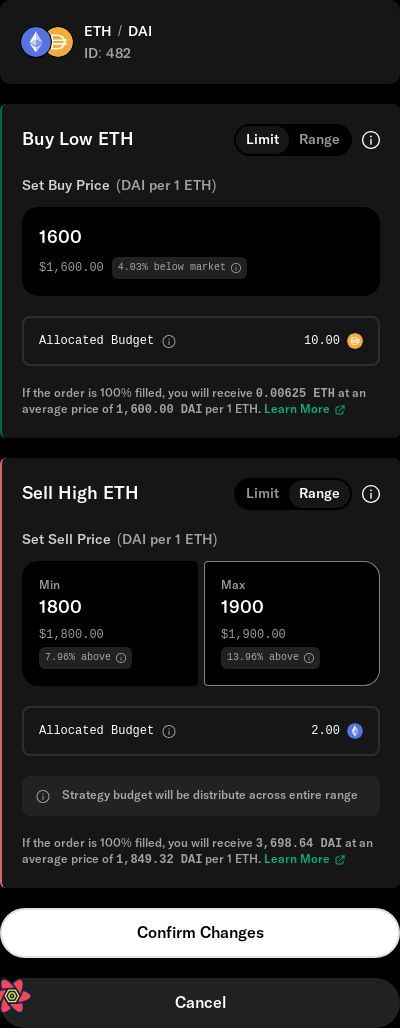 ETH / DAI
ID: 482
Buy Low ETH
Limit Range
Set Buy Price (DAI per 1 ETH)
1600
$1,600.00 4.03% below market
Allocated Budget 10.00
If the order is 100% filled, you will receive 0.00625 ETH at an
average price of 1,600.00 DAI per 1 ETH. Learn More
Sell High ETH
Limit Range
Set Sell Price (DAI per 1 ETH)
Min
1800
$1,800.00
7.96% above
Max
1900
$1,900.00
13.96% above
Allocated Budget 2.00
Strategy budget will be distribute across entire range
If the order is 100% filled, you will receive 3,698.64 DAI at an
average price of 1,849.32 DAI per 1 ETH. Learn More
Confirm Changes
Cancel